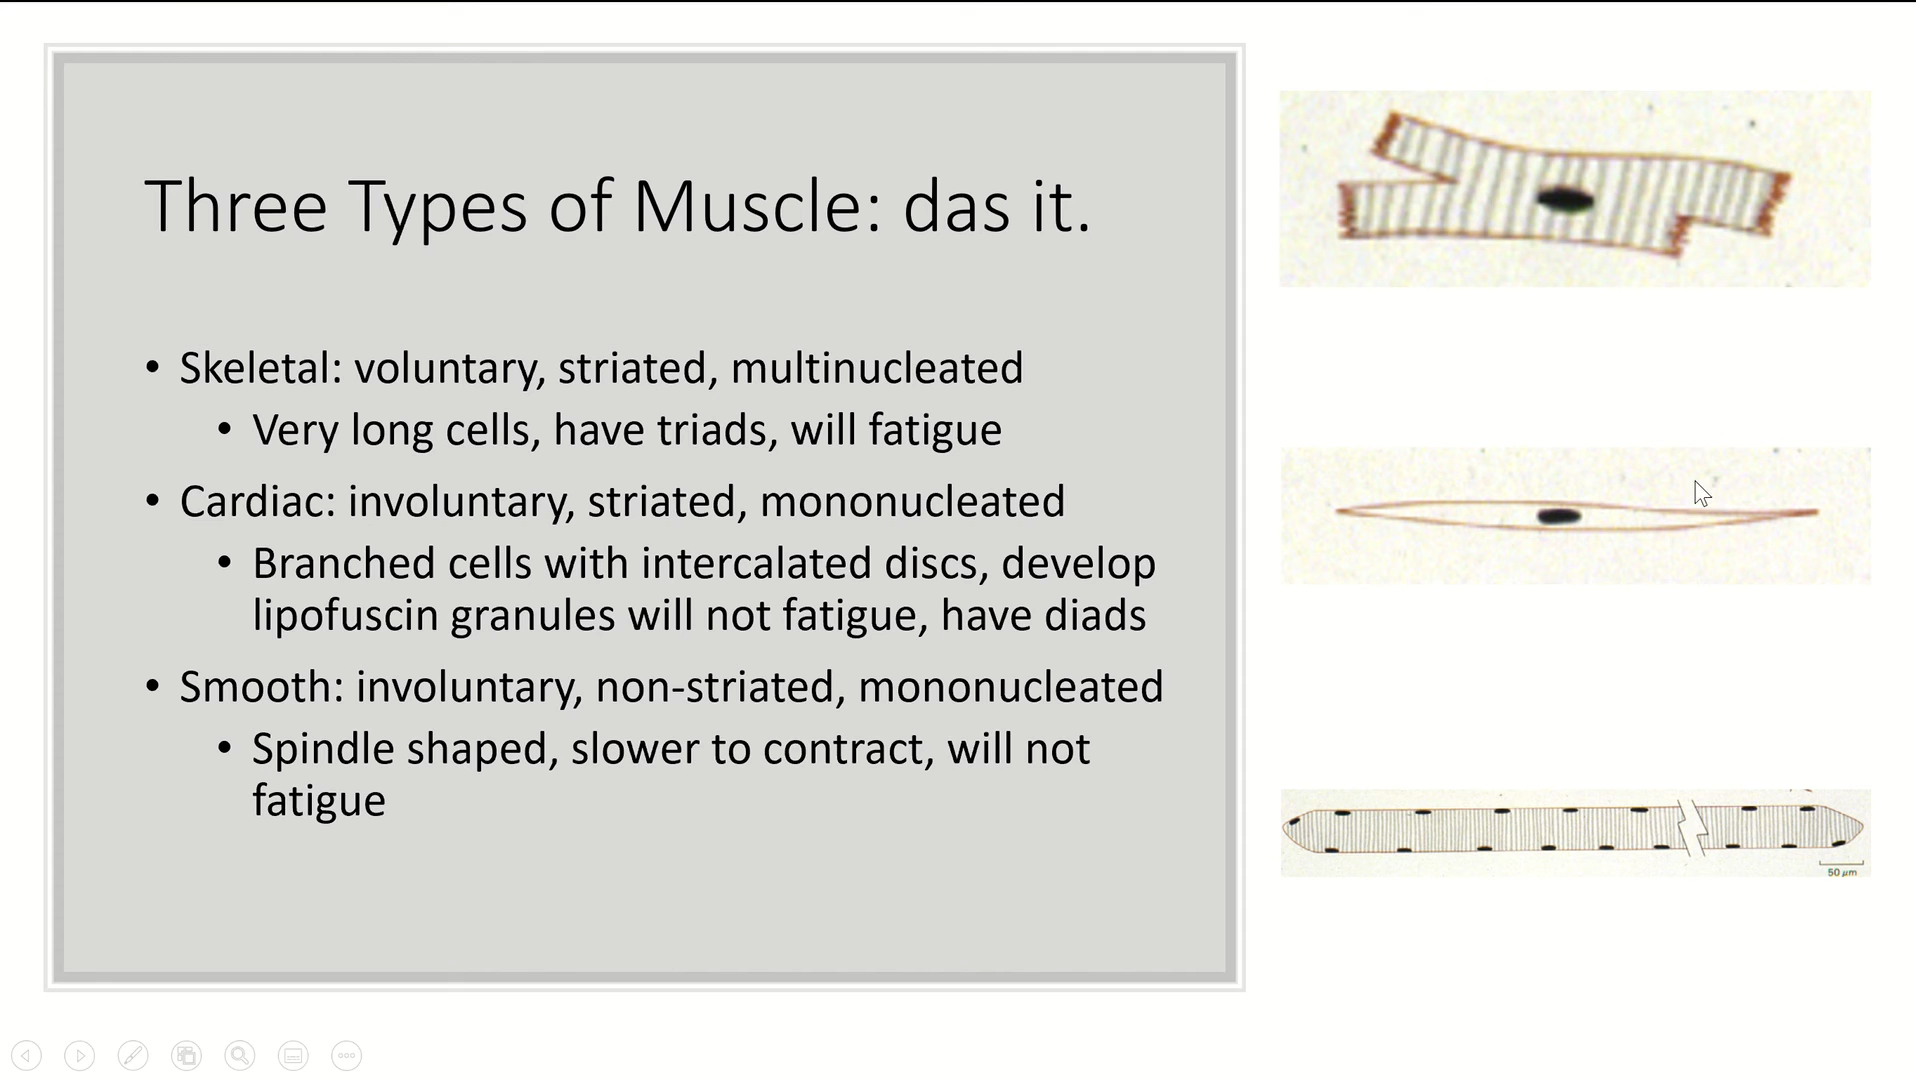 Three Types of Muscle: das it.
• Skeletal: voluntary, striated, multinucleated
• Very long cells, have triads, will fatigue
• Cardiac: involuntary, striated, mononucleated
• Branched cells with intercalated discs, develop
lipofuscin granules will not fatigue, have diads
• Smooth: involuntary, non-striated, mononucleated
• Spindle shaped, slower to contract, will not
fatigue
50 μm